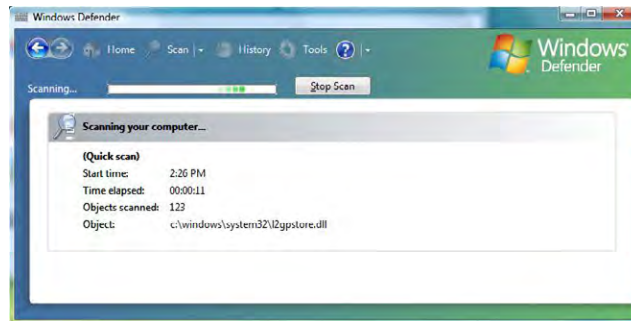 Windows Defender
Home Scan History Tools
Windows
Defender
Scanning... Stop Scan
Scanning your computer...
(Quick scan)
Start time: 2:26 PM
Time elapsed: 00:00:11
Objects scanned: 123
Object: c:\windows\system32\l2gpstore.dll